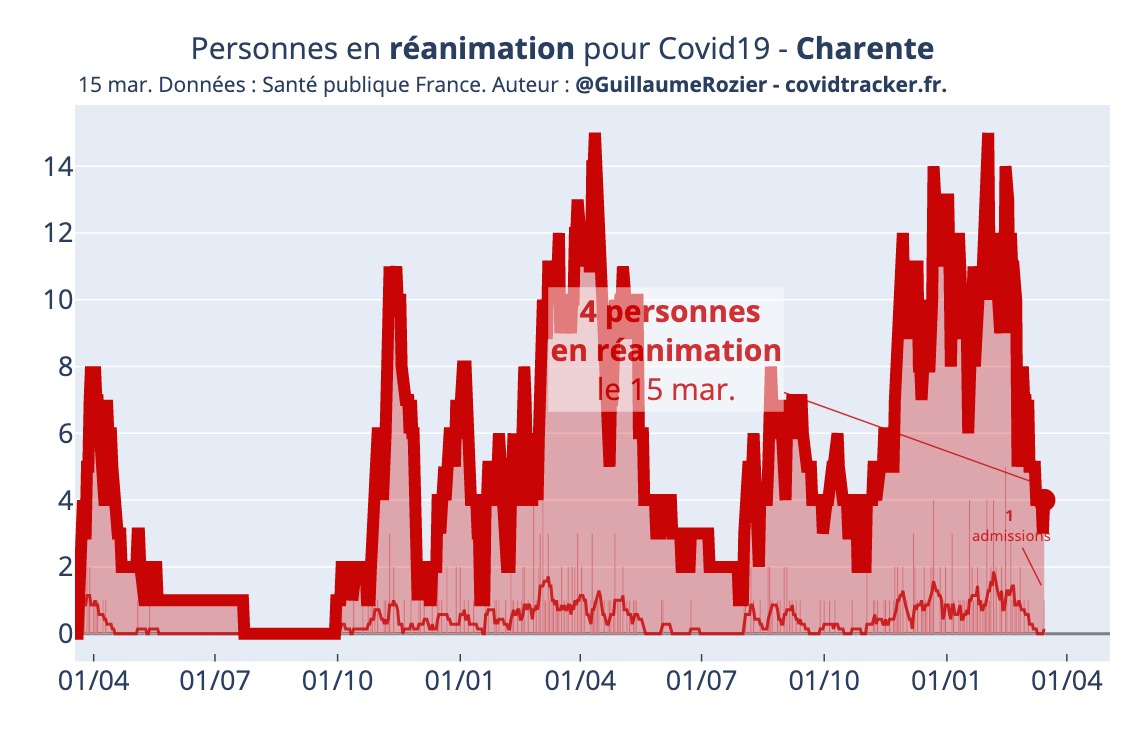 Personnes en réanimation pour Covid19 - Charente
15 mar. Données : Santé publique France. Auteur : @GuillaumeRozier - covidtracker.fr.
14
12
10
8
6
4
2
0
4 personnes
en réanimation
le 15 mar.
1
admissions
01/04 01/07 01/10 01/01 01/04 01/07 01/10 01/01 01/04